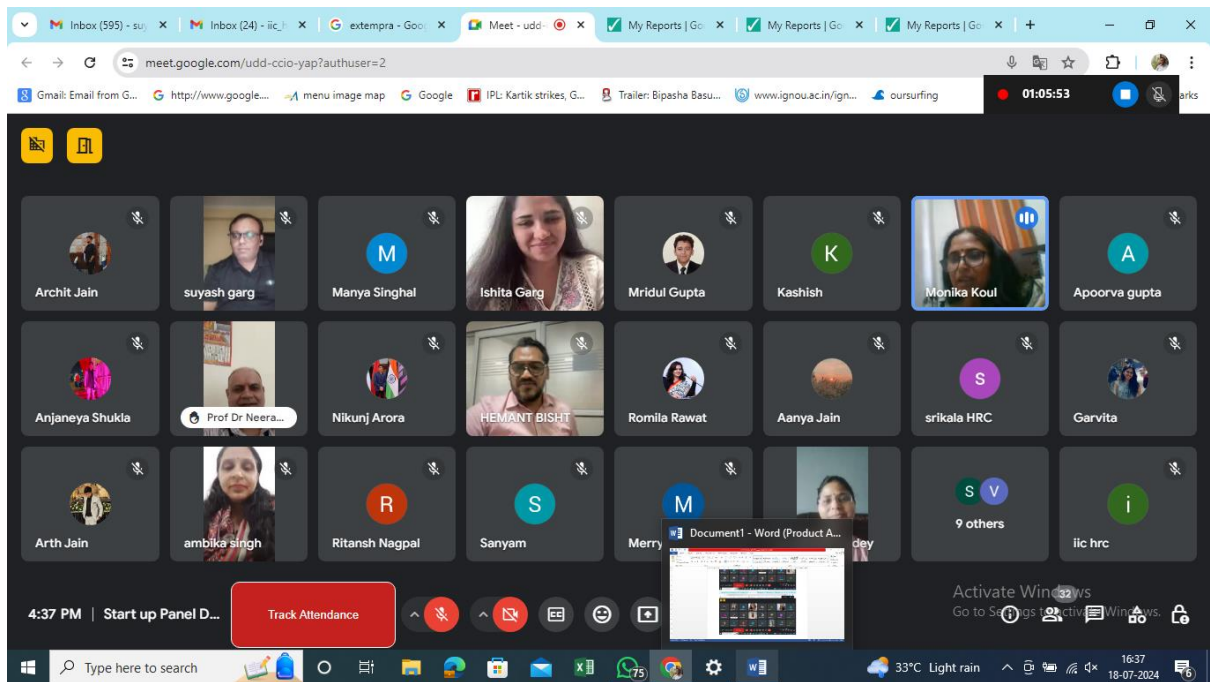 Inbox (595) - suy
Inbox (24) - iic_h
extempra - Goo
Meet - udd-
My Reports | Go
My Reports | Go
My Reports | Go
meet.google.com/udd-ccio-yap?authuser=2
Gmail: Email from G...
http://www.google....
menu image map
Google
IPL: Kartik strikes, G...
Trailer: Bipasha Basu...
www.ignou.ac.in/ign...
oursurfing
01:05:53
arks
Archit Jain
suyash garg
M
Manya Singhal
Ishita Garg
Mridul Gupta
K
Kashish
Monika Koul
A
Apoorva gupta
Anjaneya Shukla
Prof Dr Neera...
Nikunj Arora
HEMANT BISHT
Romila Rawat
Aanya Jain
s
srikala HRC
Garvita
Arth Jain
ambika singh
R
Ritansh Nagpal
S
Sanyam
M
Merry
dey
S V
9 others
i
iic hrc
Document1 - Word (Product A...
4:37 PM | Start up Panel D...
Track Attendance
CC
Activate Windows
32
Go to Settings to activate Windows.
Type here to search
75
33°C Light rain
16:37
18-07-2024
6